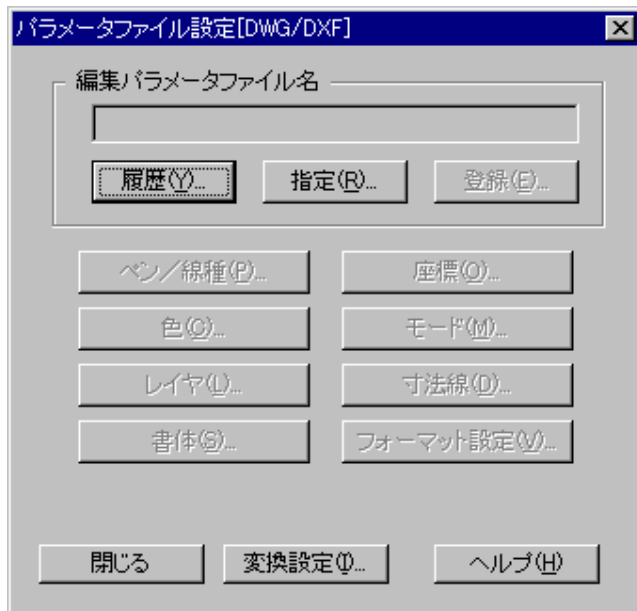 パラメータファイル設定[DWG/DXF]
編集パラメータファイル名
履歴(Y)...
指定(R)...
登録(E)...
ペン／線種(P)...
座標(O)...
色(C)...
モード(M)...
レイヤ(L)...
寸法線(D)...
書体(S)...
フォーマット設定(V)...
閉じる
変換設定(I)...
ヘルプ(H)